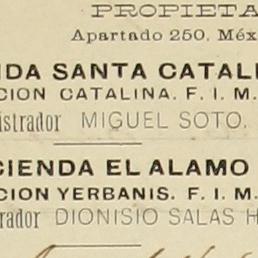 PROPIETA
Apartado 250, Méx
NDA SANTA CATALI
CION CATALINA. F. I. M.
istrador MIGUEL SOTO.
CIENDA EL ALAMO
CION YERBANIS. F. I. M.
rador DIONISIO SALAS H